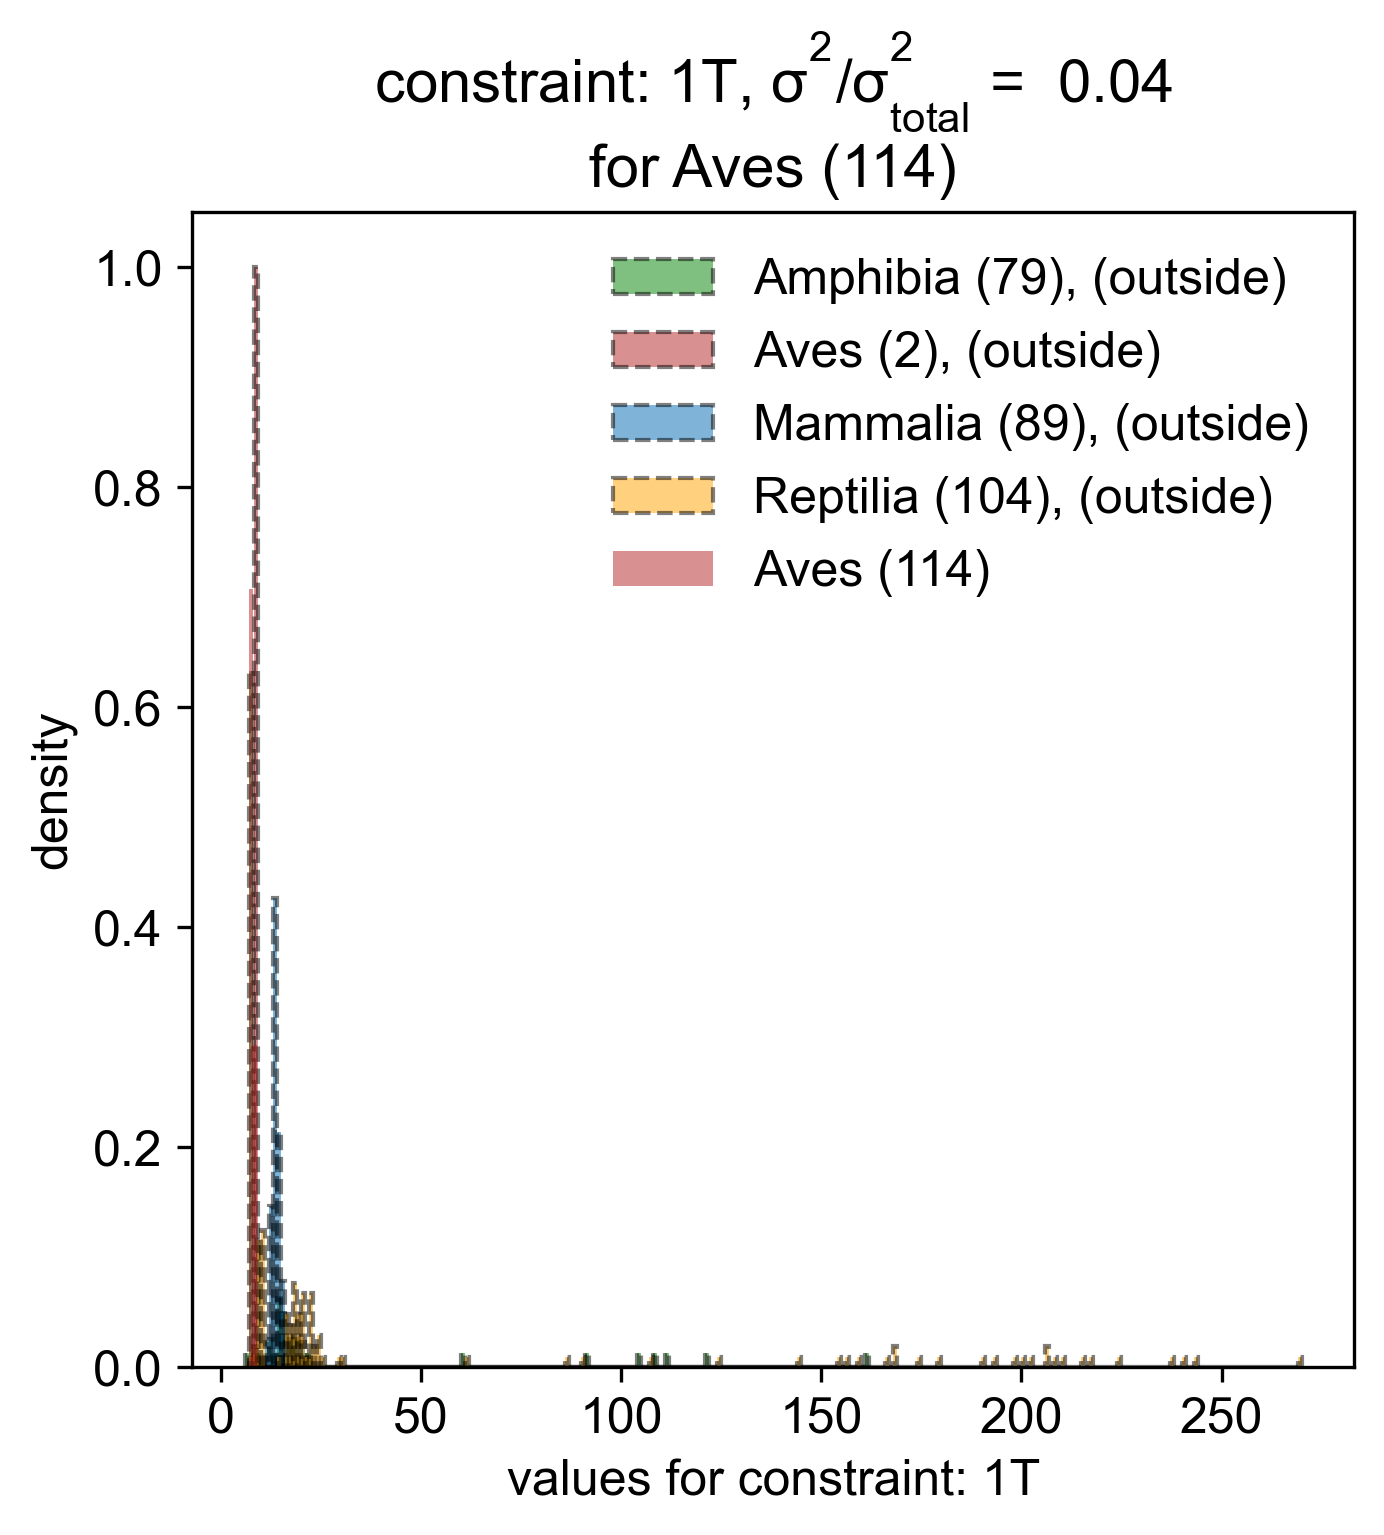 constraint: 1T, σ²/σ²total = 0.04
for Aves (114)
1.0
0.8
0.6
0.4
0.2
0.0
density
Amphibia (79), (outside)
Aves (2), (outside)
Mammalia (89), (outside)
Reptilia (104), (outside)
Aves (114)
0 50 100 150 200 250
values for constraint: 1T